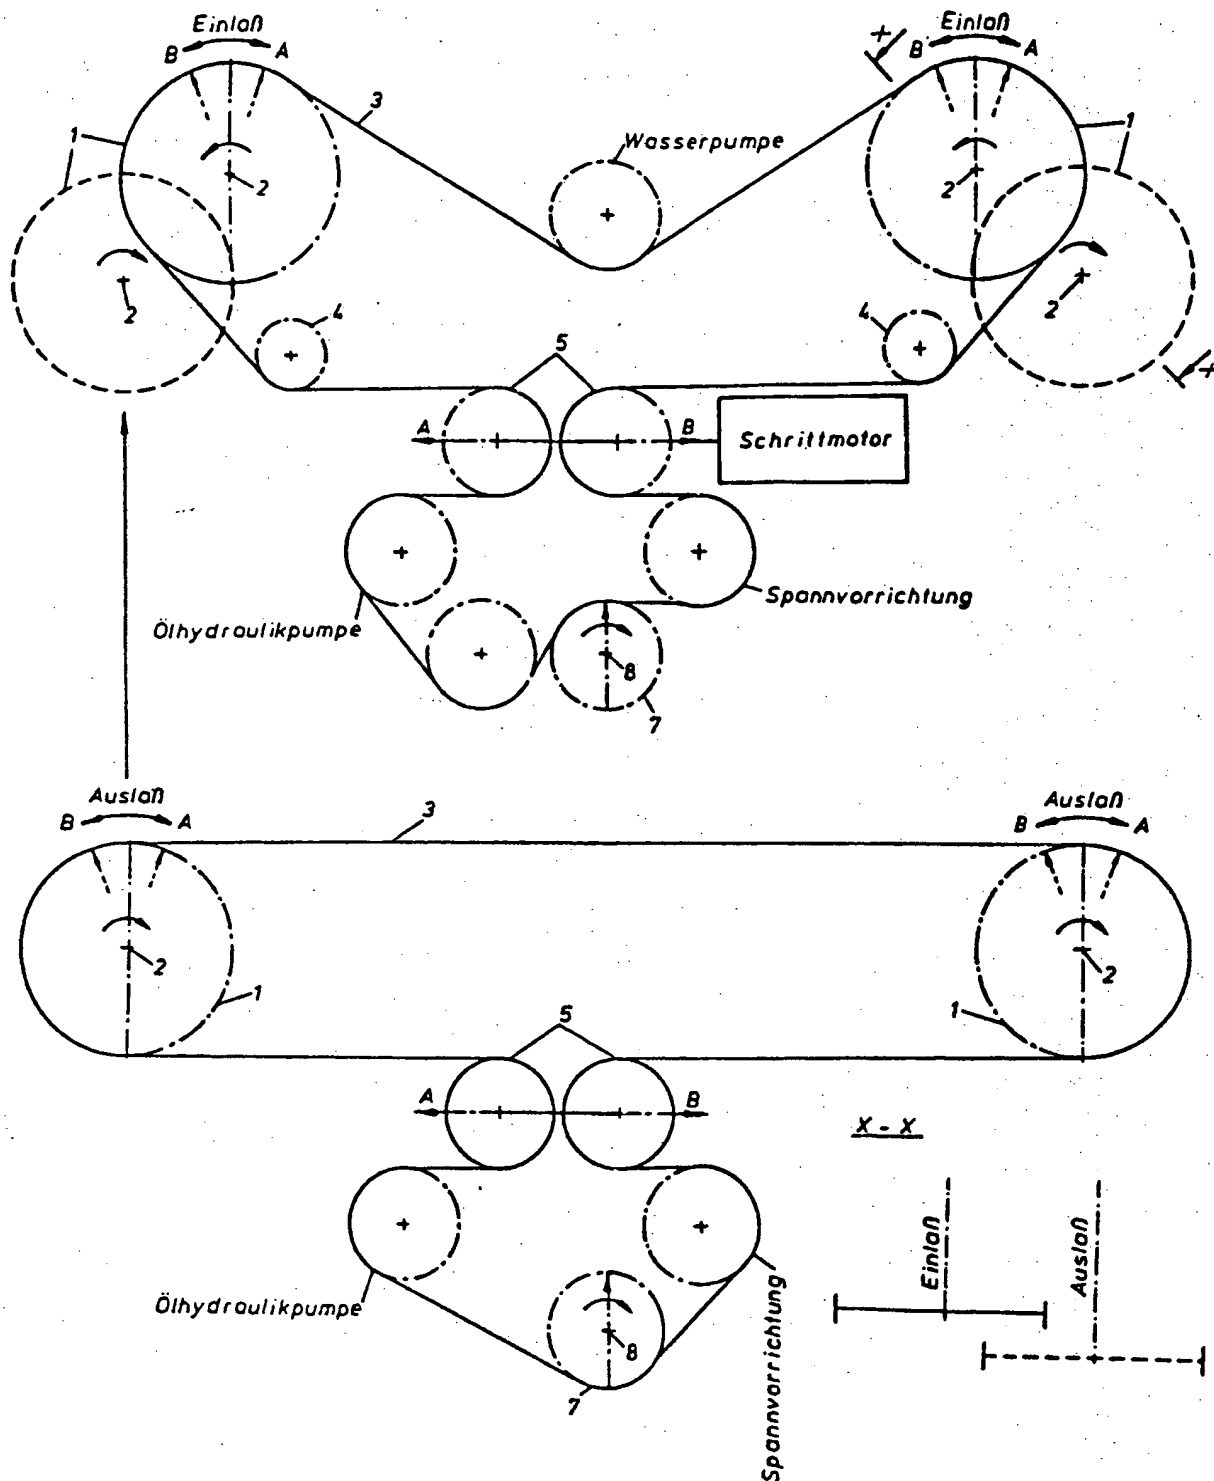 Einlaß
B A
Einlaß
B A
x
3
1
1
Wasserpumpe
2
2
2
2
4
4
5
x
A
B
Schrittmotor
Ölhydraulikpumpe
Spannvorrichtung
8
7
Auslaß
B A
3
Auslaß
B A
2
2
1
1
5
A
B
X - X
Einlaß
Auslaß
Ölhydraulikpumpe
8
7
Spannvorrichtung